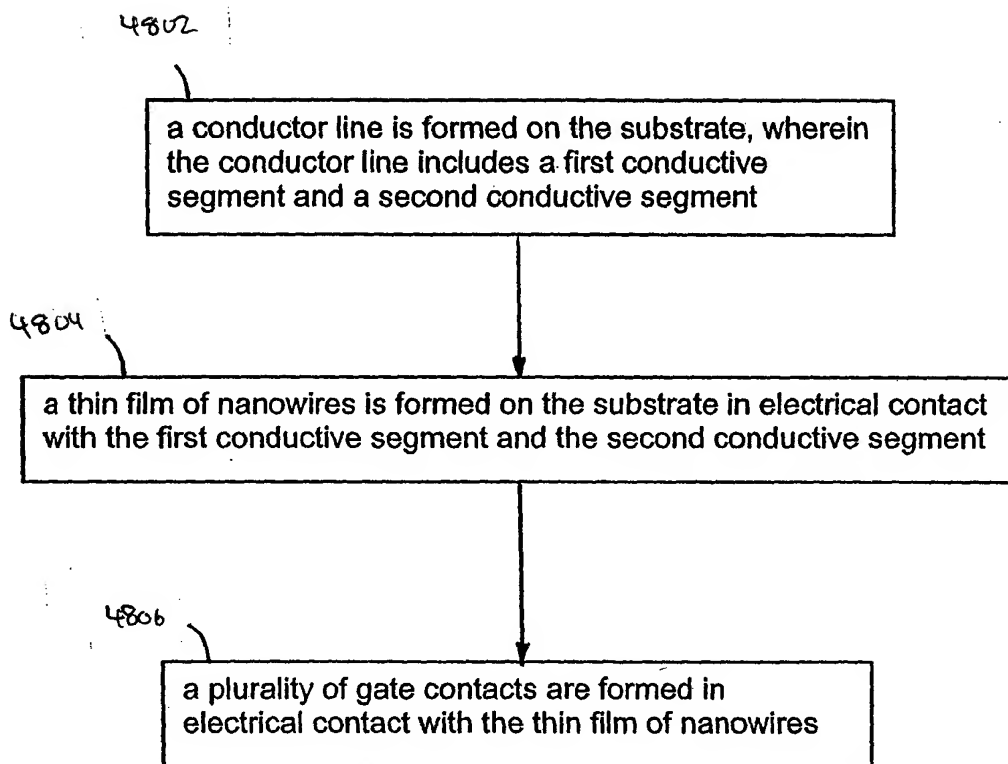 4802
a conductor line is formed on the substrate, wherein
the conductor line includes a first conductive
segment and a second conductive segment
4804
a thin film of nanowires is formed on the substrate in electrical contact
with the first conductive segment and the second conductive segment
4806
a plurality of gate contacts are formed in
electrical contact with the thin film of nanowires